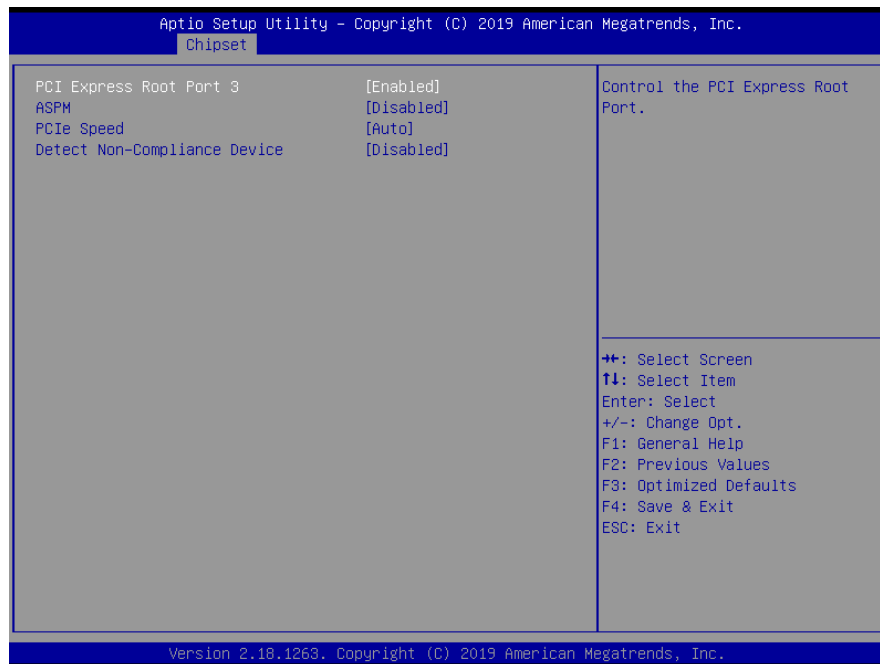 Aptio Setup Utility – Copyright (C) 2019 American Megatrends, Inc.
Chipset
PCI Express Root Port 3 [Enabled]
ASPM [Disabled]
PCIe Speed [Auto]
Detect Non-Compliance Device [Disabled]
Control the PCI Express Root
Port.
→←: Select Screen
↑↓: Select Item
Enter: Select
+/-: Change Opt.
F1: General Help
F2: Previous Values
F3: Optimized Defaults
F4: Save & Exit
ESC: Exit
Version 2.18.1263. Copyright (C) 2019 American Megatrends, Inc.